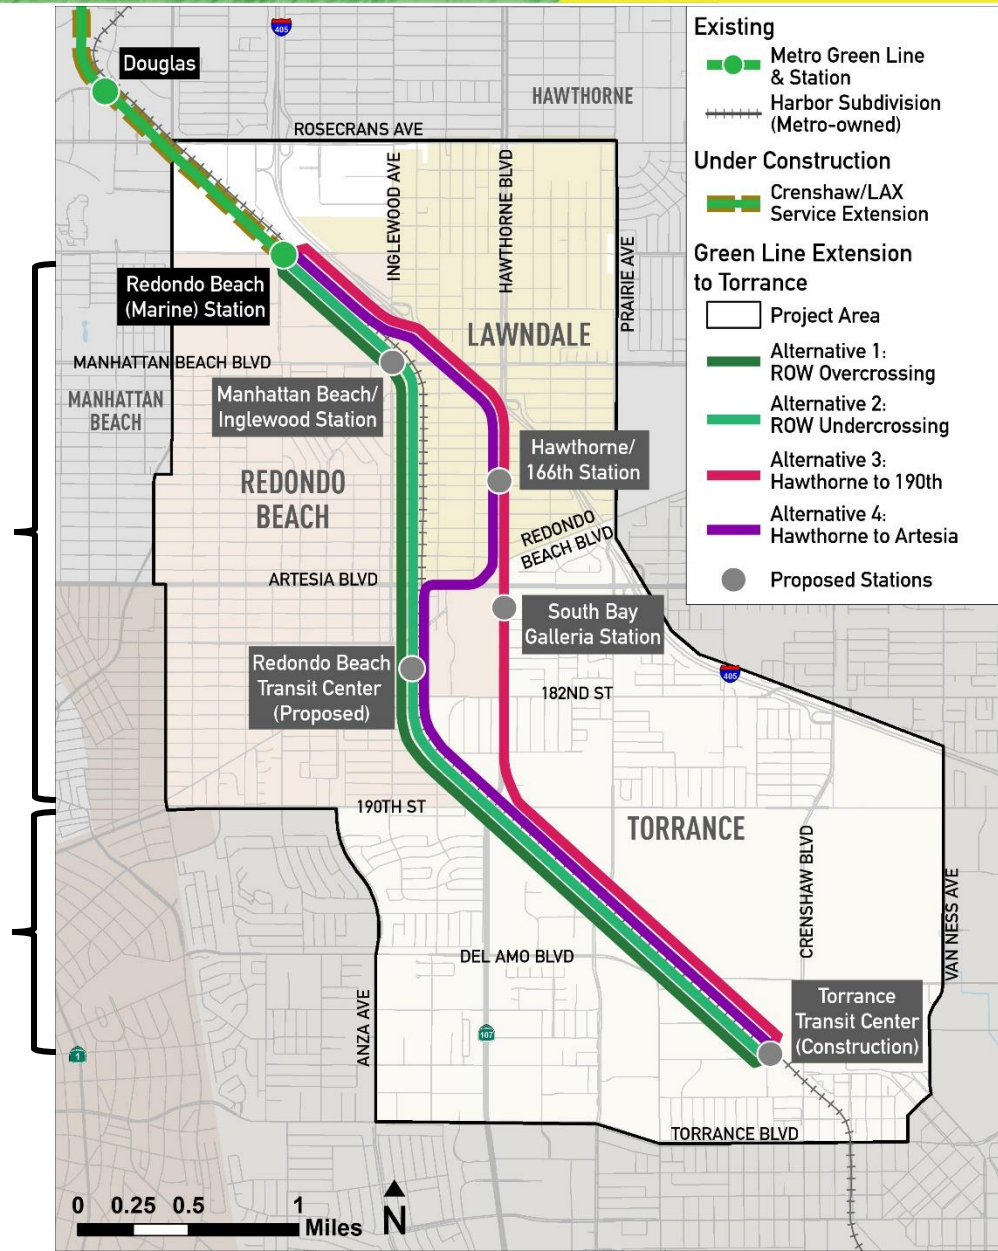 405
Douglas
HAWTHORNE
ROSECRANS AVE
INGLEWOOD AVE
HAWTHORNE BLVD
PRAIRIE AVE
Redondo Beach
(Marine) Station
LAWNDALE
MANHATTAN BEACH BLVD
MANHATTAN
BEACH
Manhattan Beach/
Inglewood Station
Hawthorne/
166th Station
REDONDO
BEACH
REDONDO
BEACH BLVD
ARTESIA BLVD
South Bay
Galleria Station
Redondo Beach
Transit Center
(Proposed)
405
182ND ST
190TH ST
TORRANCE
CRENSHAW BLVD
VAN NESS AVE
DEL AMO BLVD
ANZA AVE
Torrance
Transit Center
(Construction)
107
1
TORRANCE BLVD
0 0.25 0.5 1
Miles
N
Existing
Metro Green Line
& Station
Harbor Subdivision
(Metro-owned)
Under Construction
Crenshaw/LAX
Service Extension
Green Line Extension
to Torrance
Project Area
Alternative 1:
ROW Overcrossing
Alternative 2:
ROW Undercrossing
Alternative 3:
Hawthorne to 190th
Alternative 4:
Hawthorne to Artesia
Proposed Stations